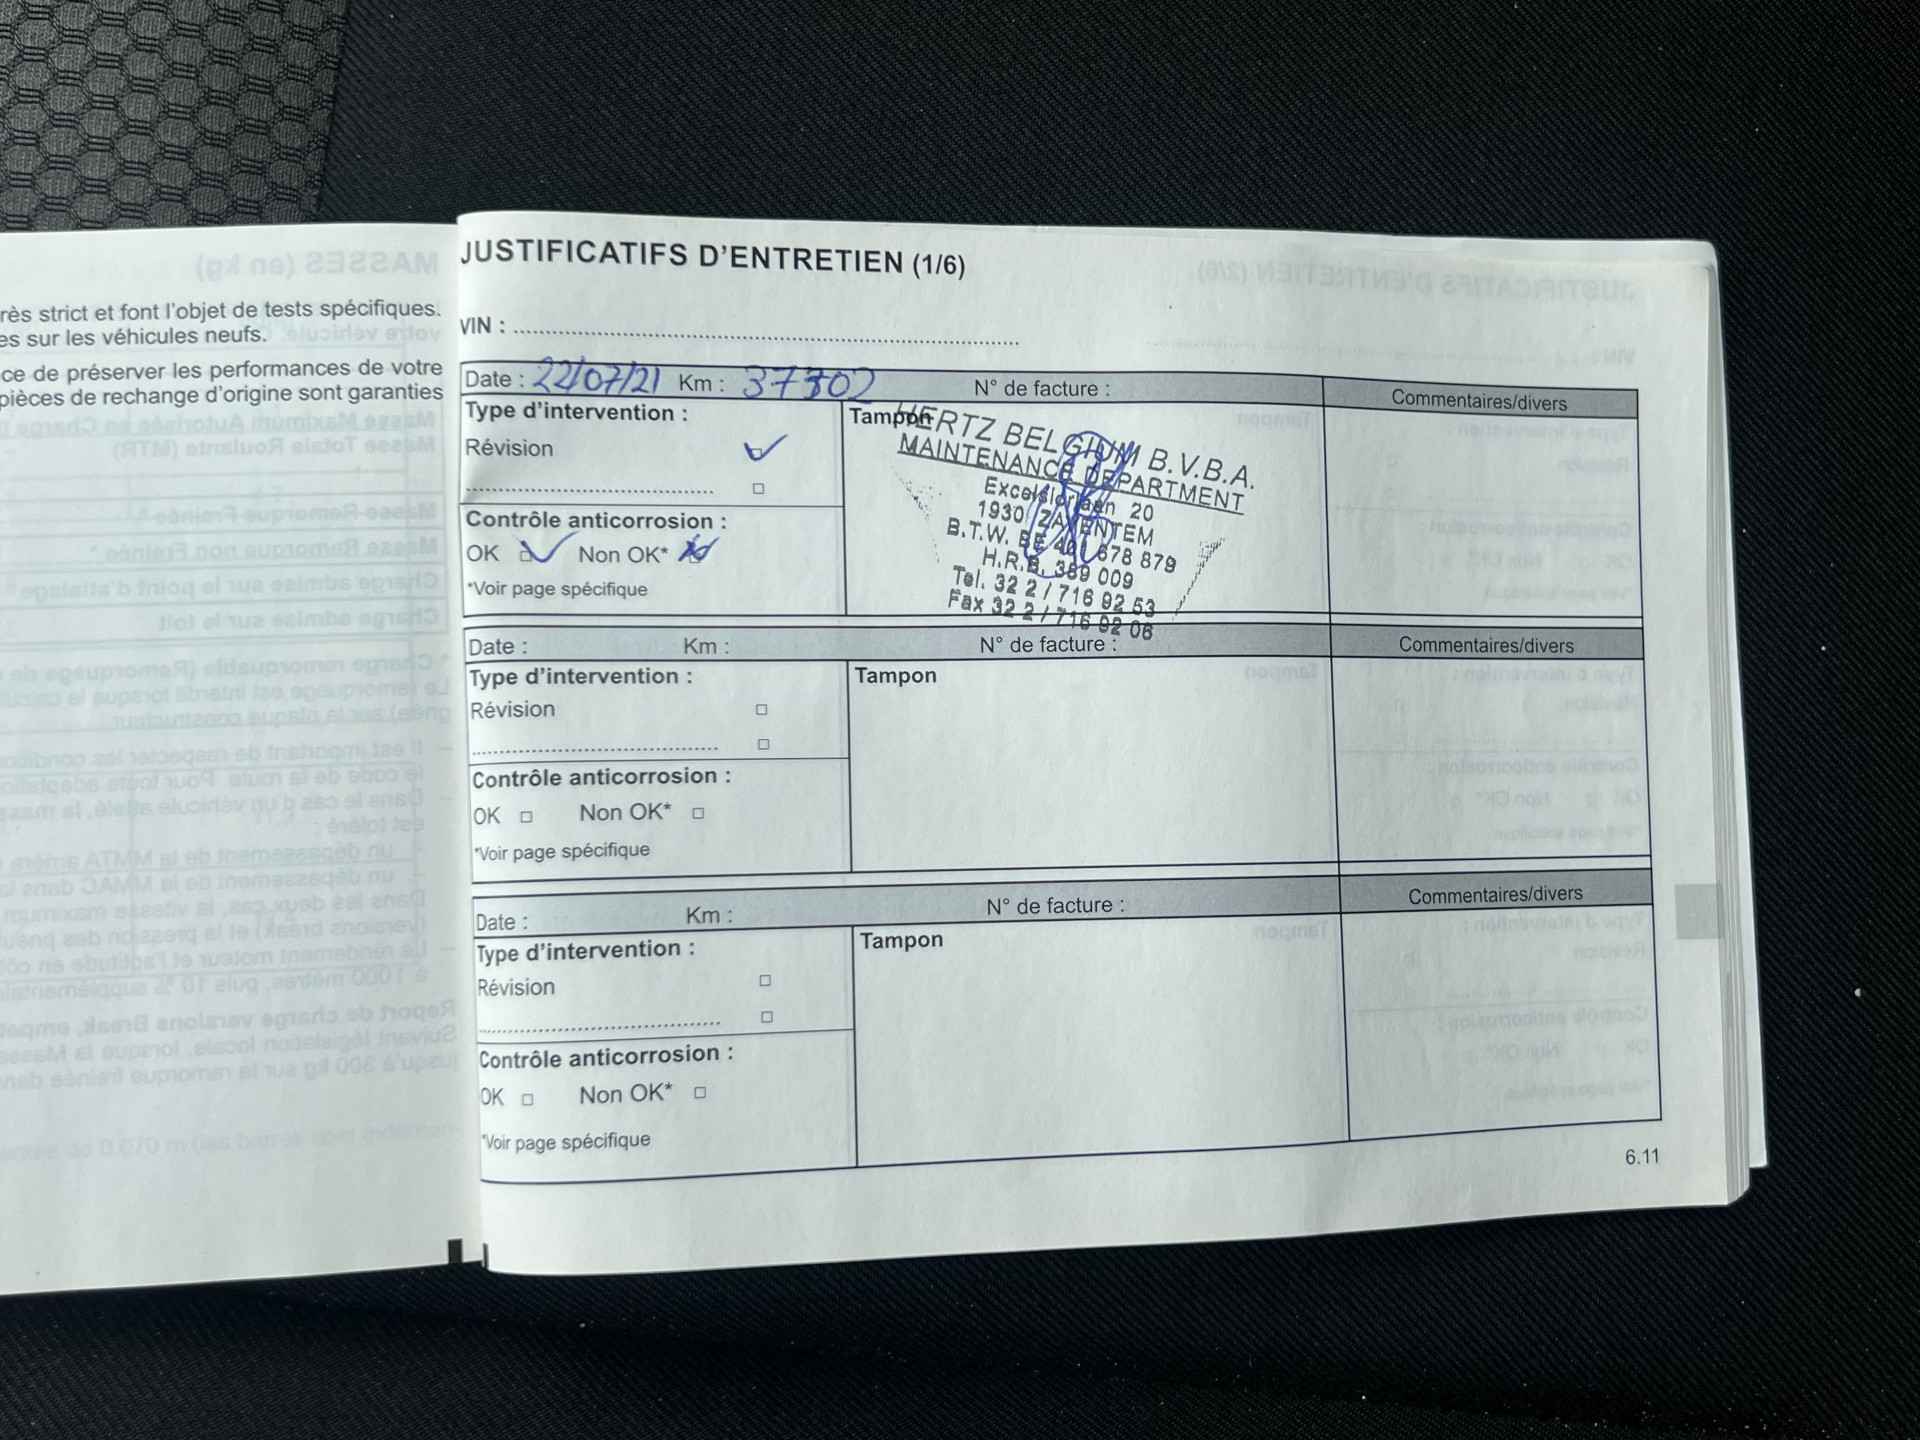 rès strict et font l'objet de tests spécifiques.
es sur les véhicules neufs.
ce de préserver les performances de votre
pièces de rechange d'origine sont garanties
JUSTIFICATIFS D'ENTRETIEN (1/6)
VIN : ......................................................................
Date : 22/07/21 Km : 37302 N° de facture : Commentaires/divers
Type d'intervention : Tampon
Révision
..........................................
Contrôle anticorrosion :
OK Non OK*
*Voir page spécifique
HERTZ BELGIUM B.V.B.A.
MAINTENANCE DEPARTMENT
Excelsiorlaan 20
1930 ZAVENTEM
B.T.W. BE 401 678 879
H.R.B. 389 009
Tel. 32 2 / 716 92 53
Fax 32 2 / 716 92 06
Date : Km : N° de facture : Commentaires/divers
Type d'intervention : Tampon
Révision
..........................................
Contrôle anticorrosion :
OK Non OK*
*Voir page spécifique
Date : Km : N° de facture : Commentaires/divers
Type d'intervention : Tampon
Révision
..........................................
Contrôle anticorrosion :
OK Non OK*
*Voir page spécifique
6.11